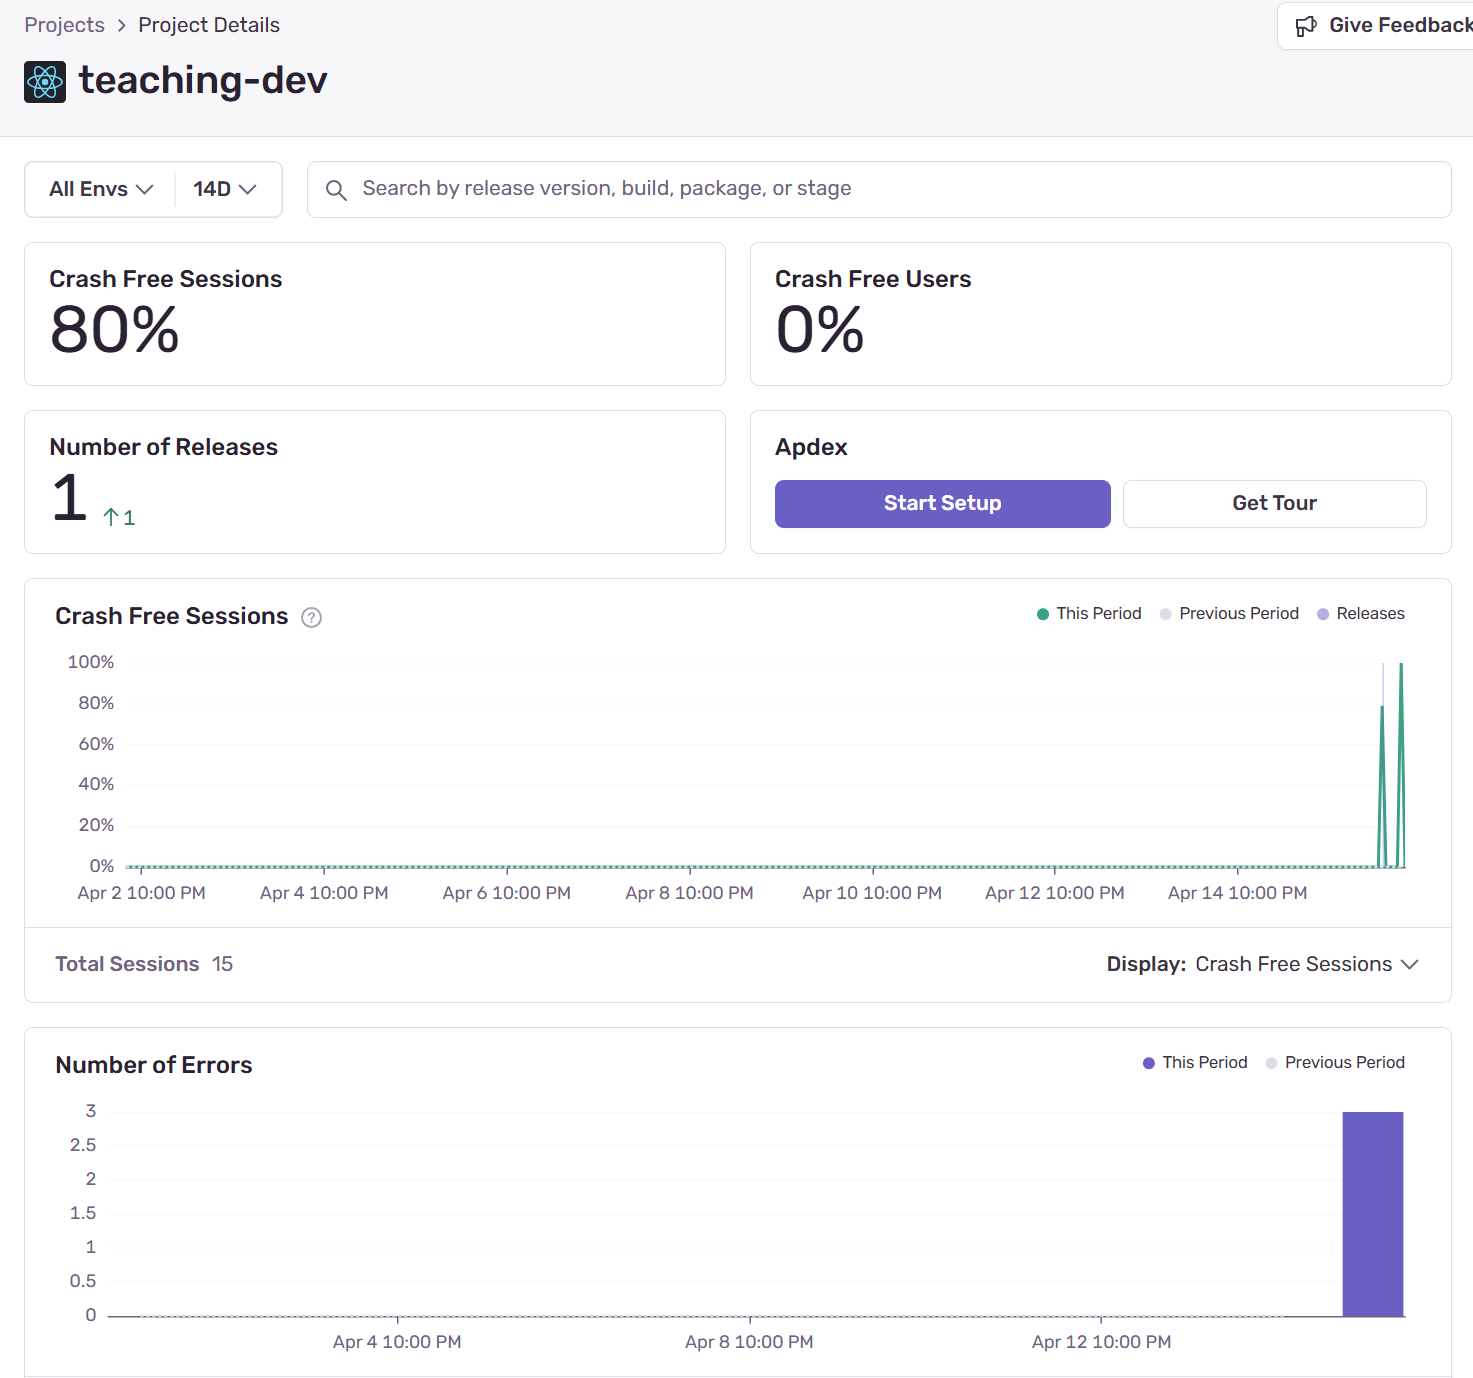 Projects > Project Details
Give Feedback
teaching-dev
All Envs 14D
Search by release version, build, package, or stage
Crash Free Sessions
80%
Crash Free Users
0%
Number of Releases
1 ↑1
Apdex
Start Setup
Get Tour
Crash Free Sessions ?
This Period Previous Period Releases
100%
80%
60%
40%
20%
0%
Apr 2 10:00 PM Apr 4 10:00 PM Apr 6 10:00 PM Apr 8 10:00 PM Apr 10 10:00 PM Apr 12 10:00 PM Apr 14 10:00 PM
Total Sessions 15
Display: Crash Free Sessions
Number of Errors
This Period Previous Period
3
2.5
2
1.5
1
0.5
0
Apr 4 10:00 PM Apr 8 10:00 PM Apr 12 10:00 PM